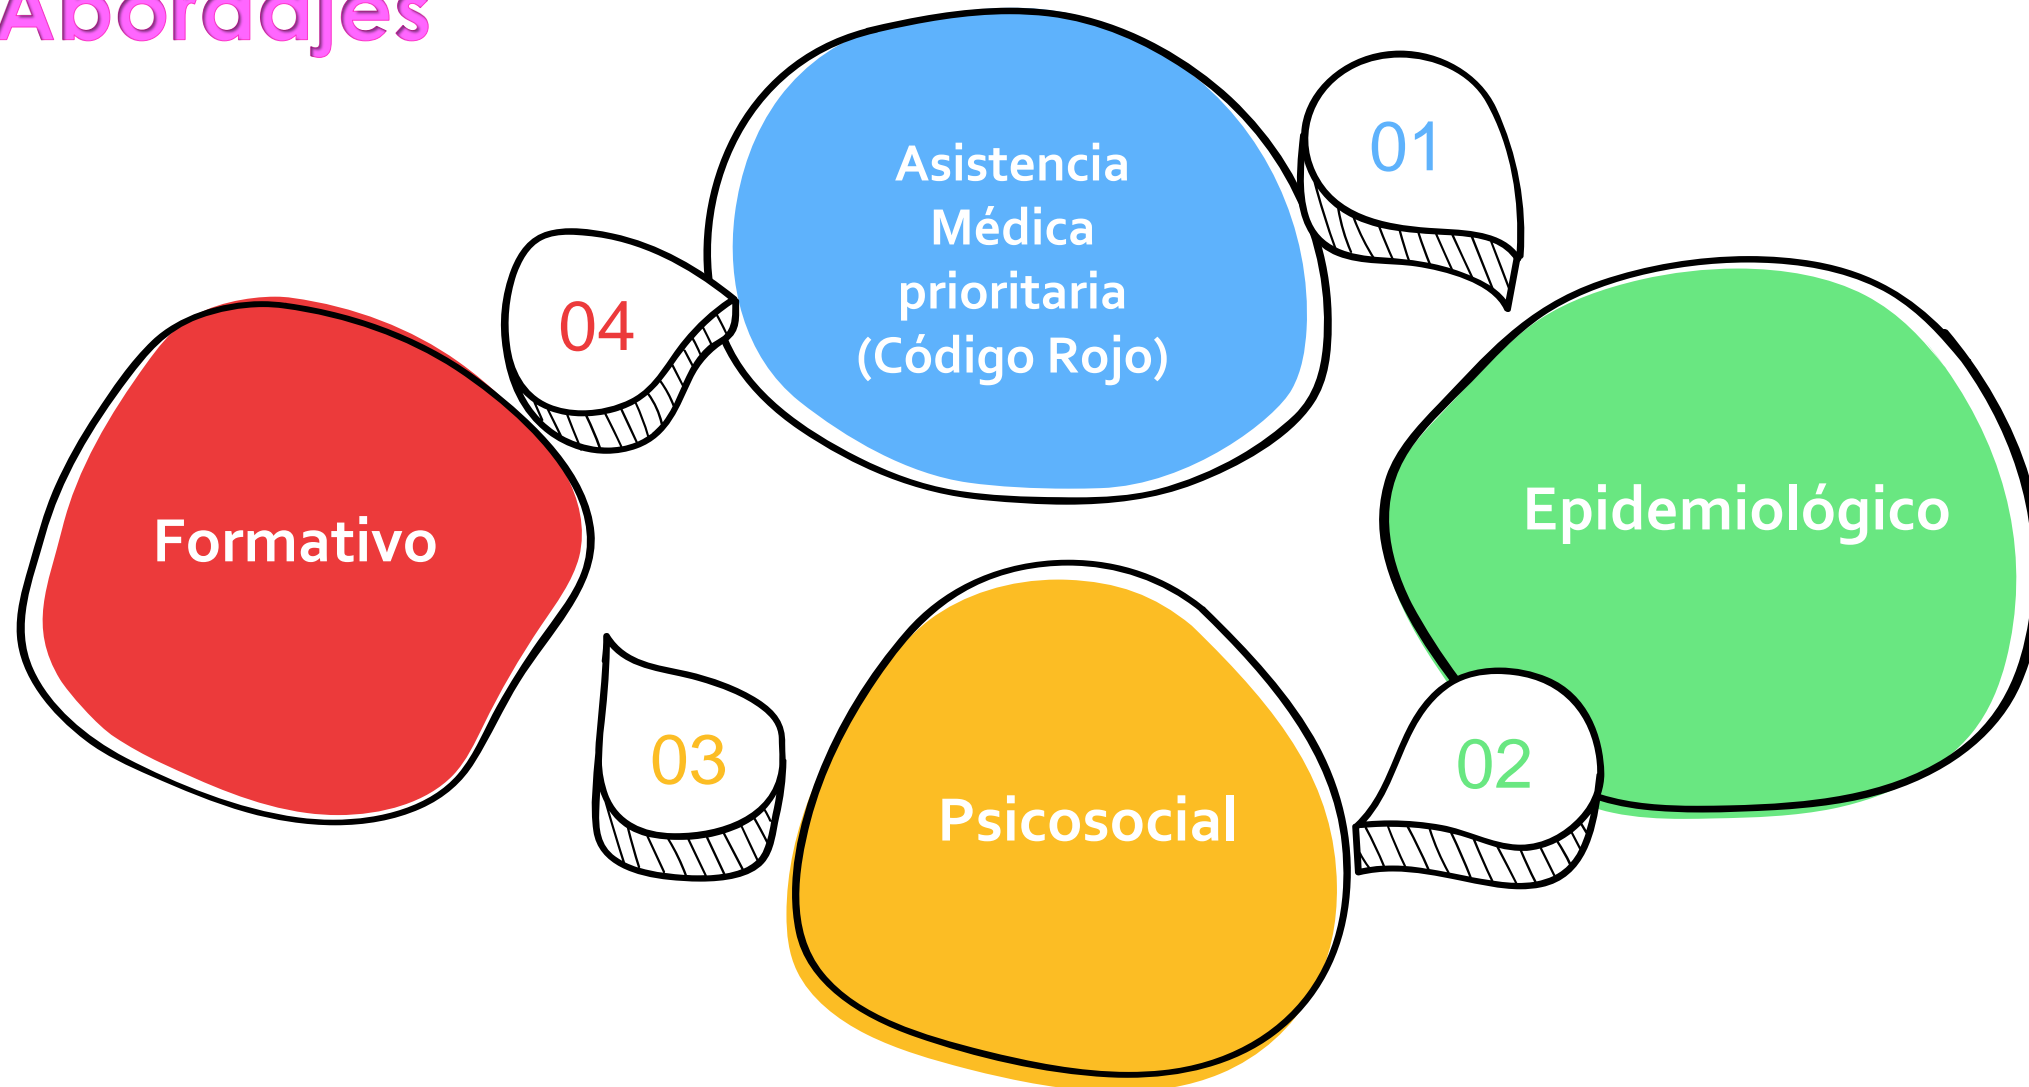 Abordajes
Asistencia
Médica
prioritaria
(Código Rojo)
01
04
Epidemiológico
Formativo
03
02
Psicosocial